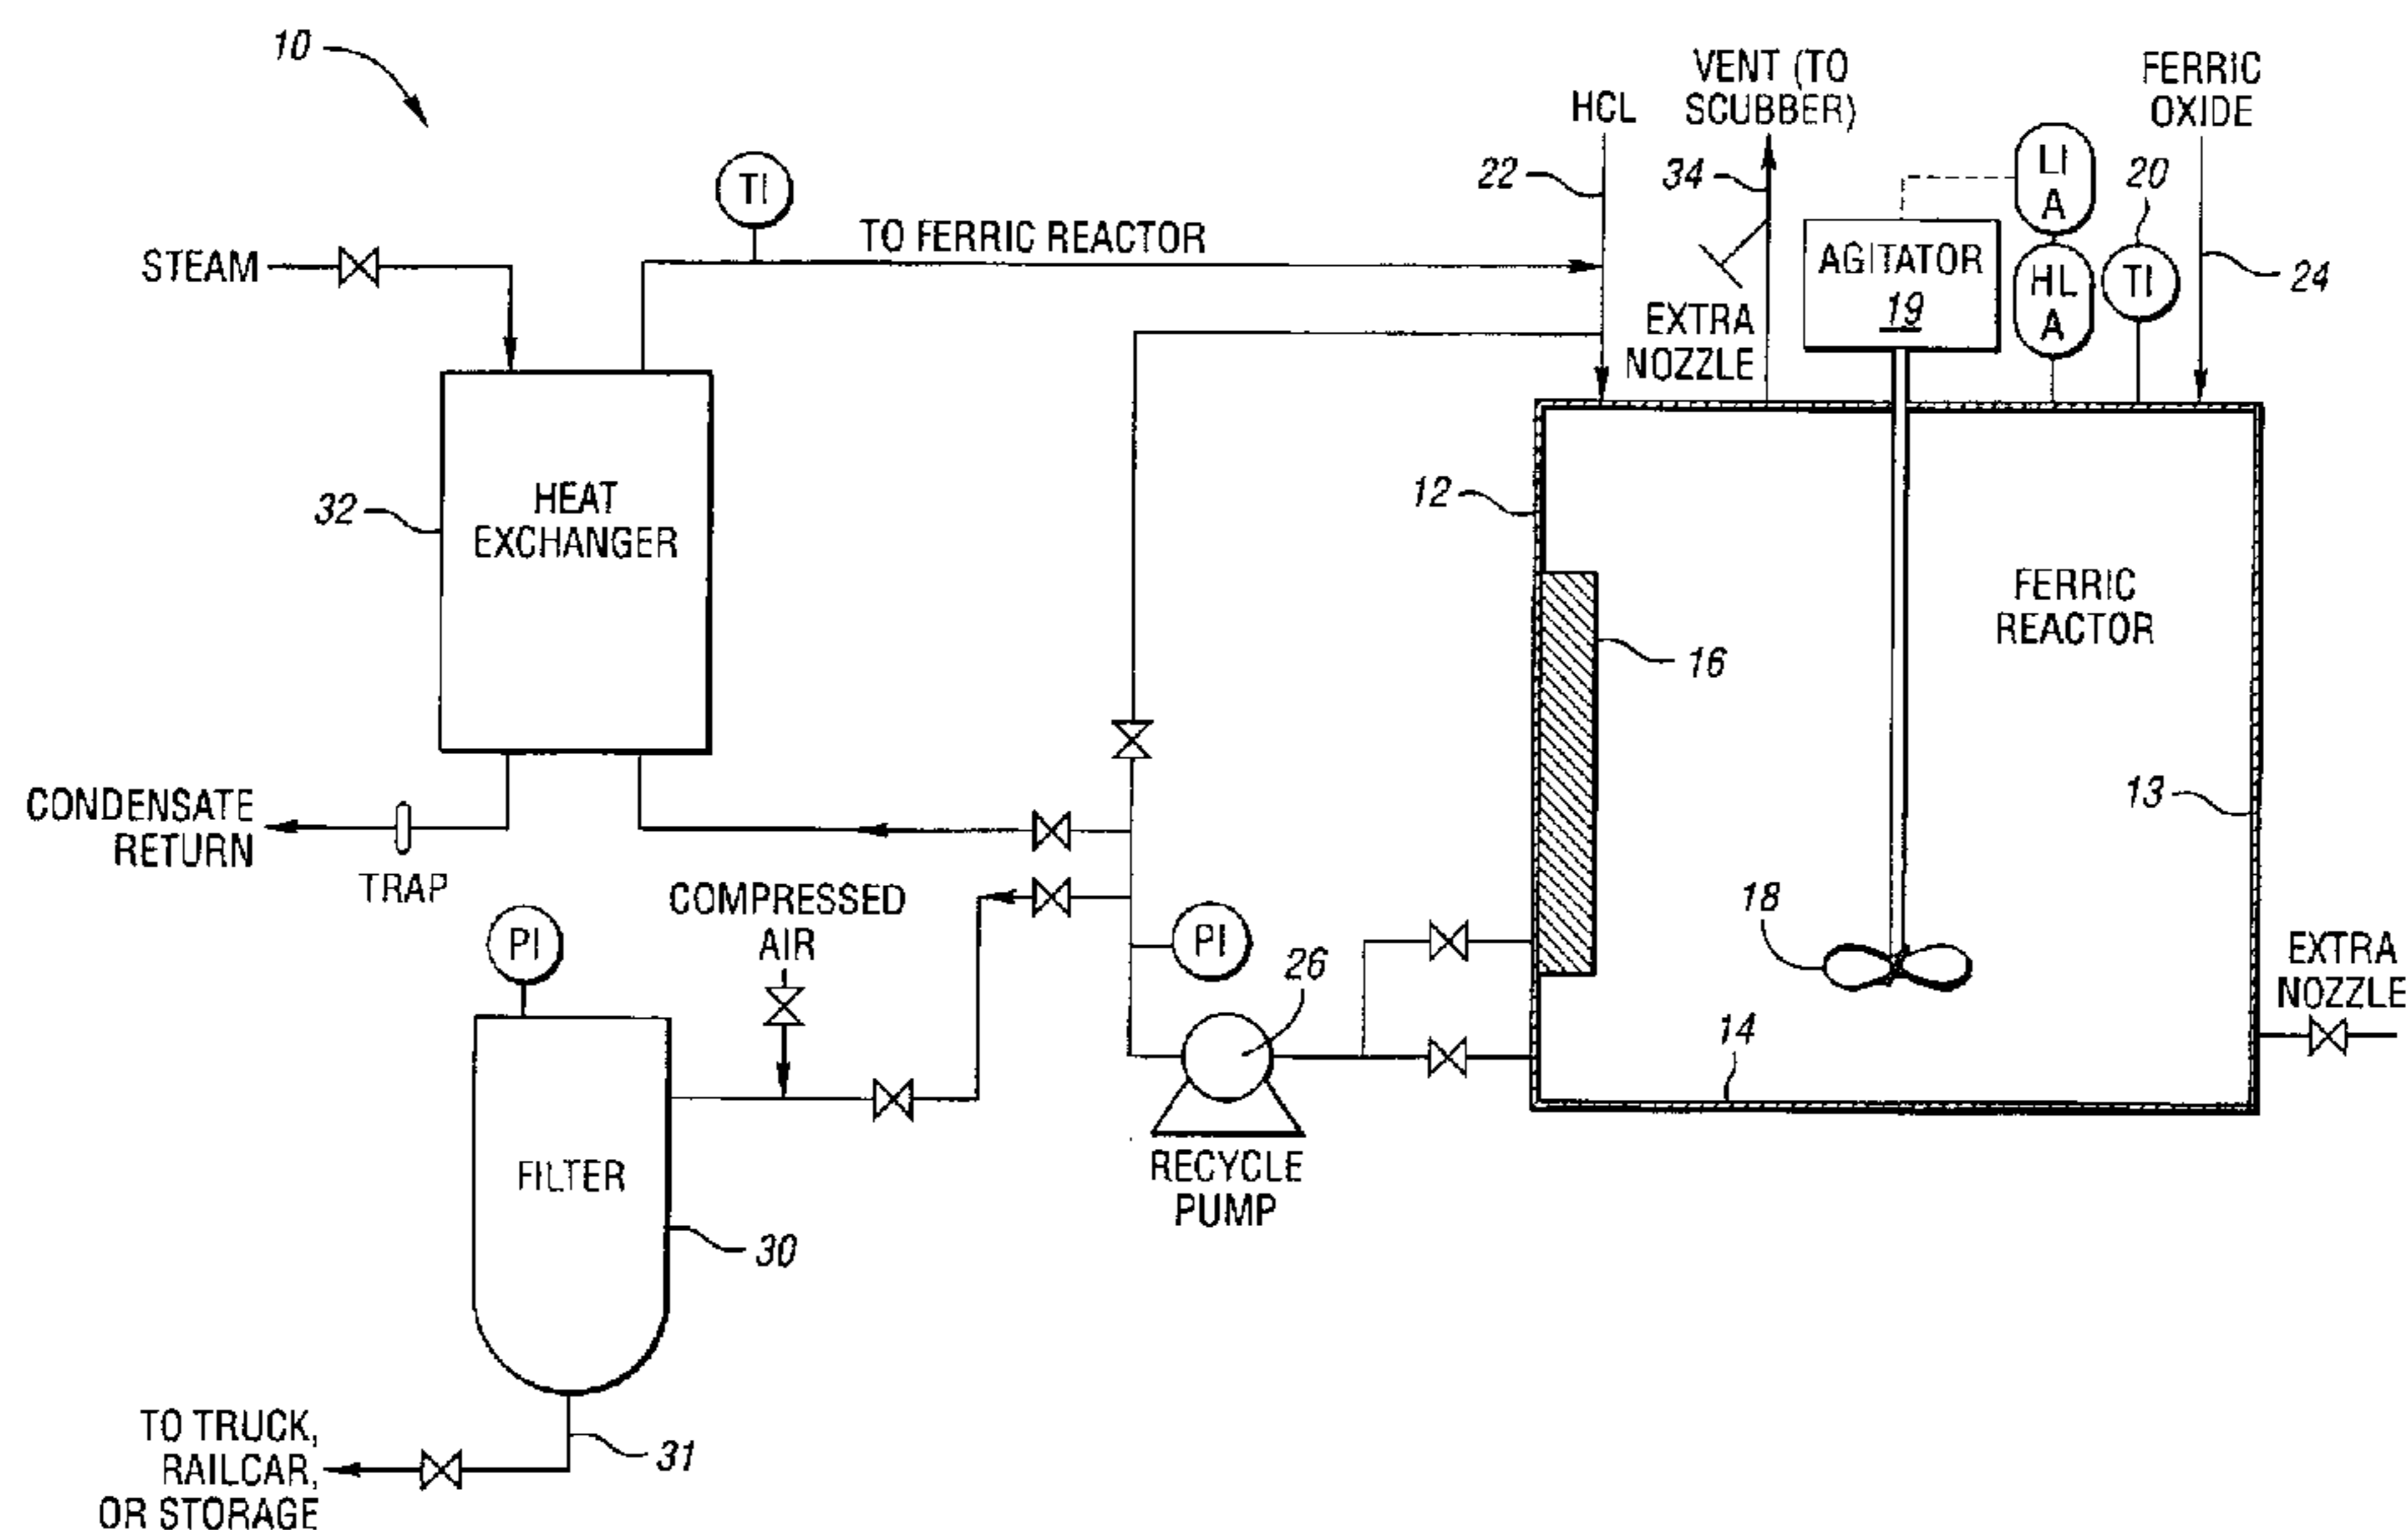 10
VENT (TO
SCUBBER)
HCL
FERRIC
OXIDE
22
34
LI
A
20
TI
TO FERRIC REACTOR
STEAM
AGITATOR
19
HL
A
TI
24
EXTRA
NOZZLE
32
HEAT
EXCHANGER
12
FERRIC
REACTOR
16
13
CONDENSATE
RETURN
TRAP
COMPRESSED
AIR
PI
PI
26
18
14
EXTRA
NOZZLE
RECYCLE
PUMP
FILTER
30
31
TO TRUCK,
RAILCAR,
OR STORAGE